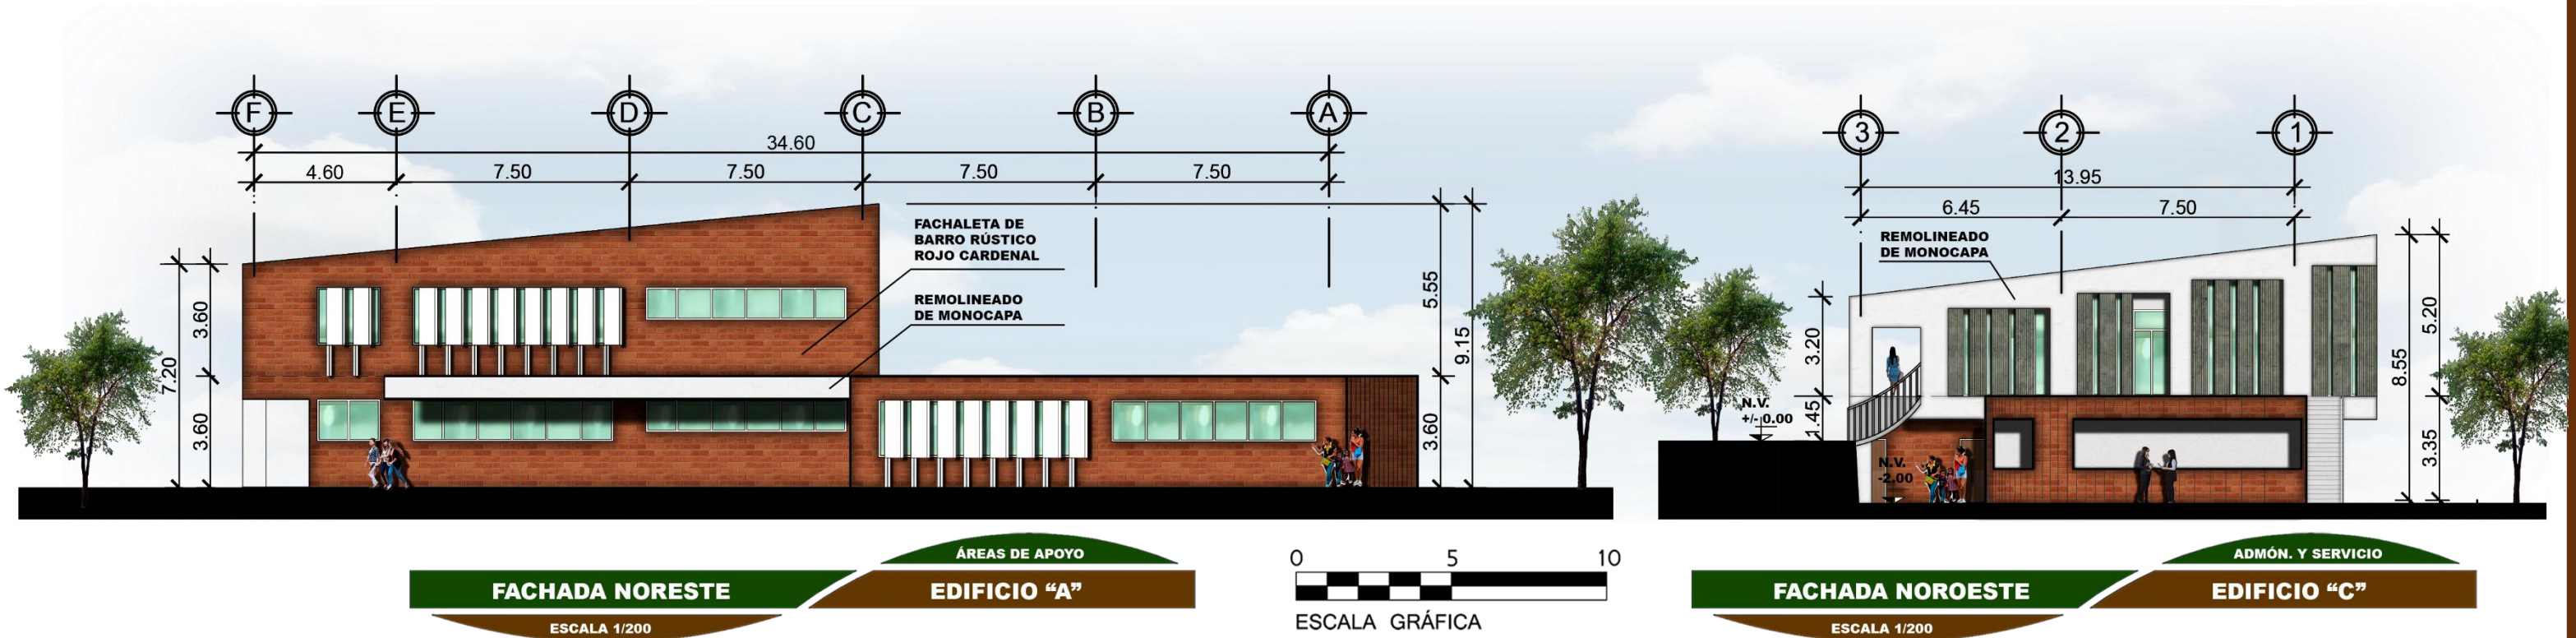 F
E
D
C
B
A
34.60
4.60
7.50
7.50
7.50
7.50
FACHALETA DE
BARRO RÚSTICO
ROJO CARDENAL
REMOLINEADO
DE MONOCAPA
7.20
3.60
3.60
5.55
9.15
3.60
3
2
1
13.95
6.45
7.50
REMOLINEADO
DE MONOCAPA
3.20
1.45
N.V.
+/- 0.00
N.V.
-2.00
5.20
8.55
3.35
ÁREAS DE APOYO
FACHADA NORESTE
EDIFICIO “A”
ESCALA 1/200
0 5 10
ESCALA GRÁFICA
ADMÓN. Y SERVICIO
FACHADA NOROESTE
EDIFICIO “C”
ESCALA 1/200